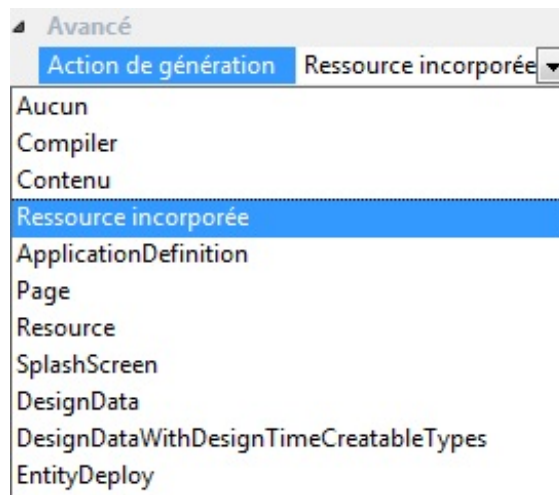 Avancé
Action de génération Ressource incorporée
Aucun
Compiler
Contenu
Ressource incorporée
ApplicationDefinition
Page
Resource
SplashScreen
DesignData
DesignDataWithDesignTimeCreatableTypes
EntityDeploy